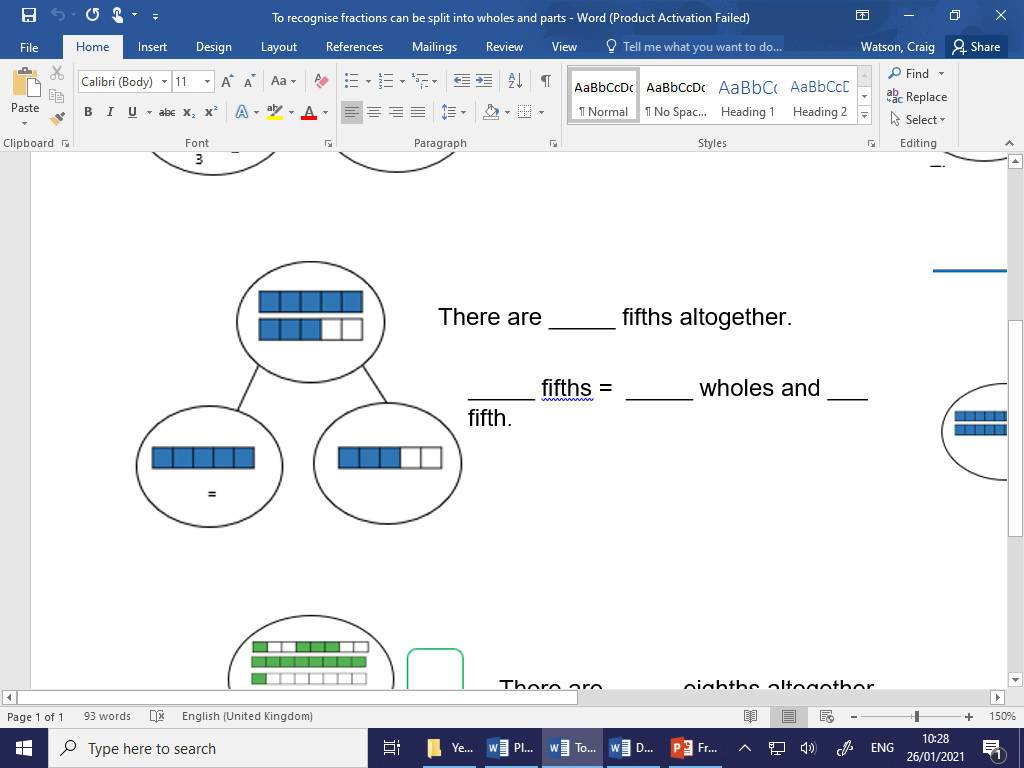 To recognise fractions can be split into wholes and parts - Word (Product Activation Failed)
File Home Insert Design Layout References Mailings Review View Tell me what you want to do... Watson, Craig Share
Paste
Calibri (Body) 11 A A Aa
B I U abc x₂ x² A ab A
AaBbCcDc AaBbCcDc AaBbCc AaBbCcD
¶ Normal ¶ No Spac... Heading 1 Heading 2
Find
Replace
Select
Clipboard Font Paragraph Styles Editing
3
There are _____ fifths altogether.
_____ fifths = _____ wholes and ___
fifth.
=
There are eighths altogether
Page 1 of 1 93 words English (United Kingdom) 150%
Type here to search
Ye... Pl... To... D... Fr...
ENG
10:28
26/01/2021
1